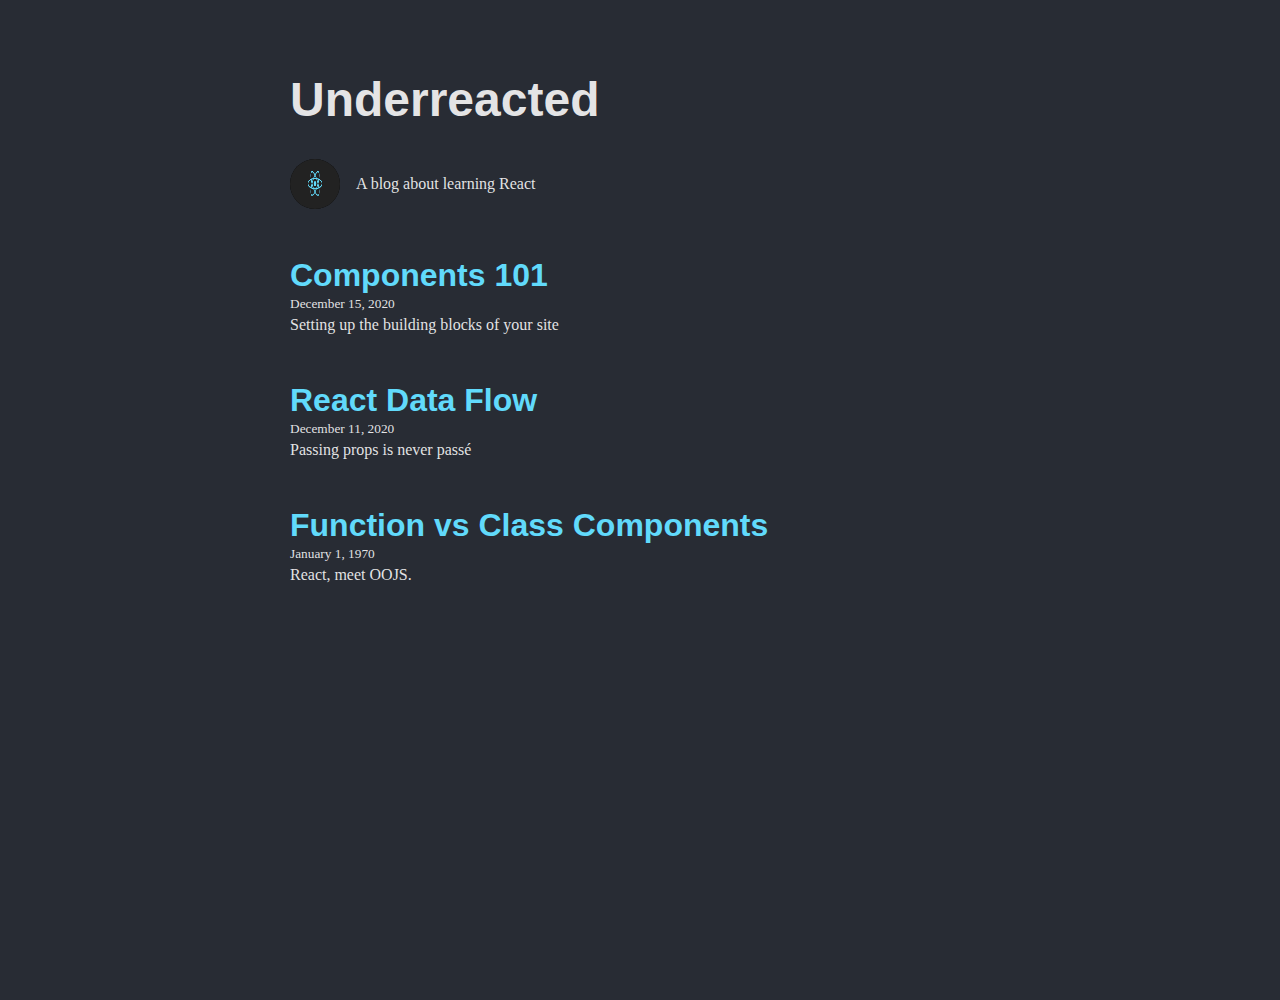 Underreacted
A blog about learning React
Components 101
December 15, 2020
Setting up the building blocks of your site
React Data Flow
December 11, 2020
Passing props is never passé
Function vs Class Components
January 1, 1970
React, meet OOJS.